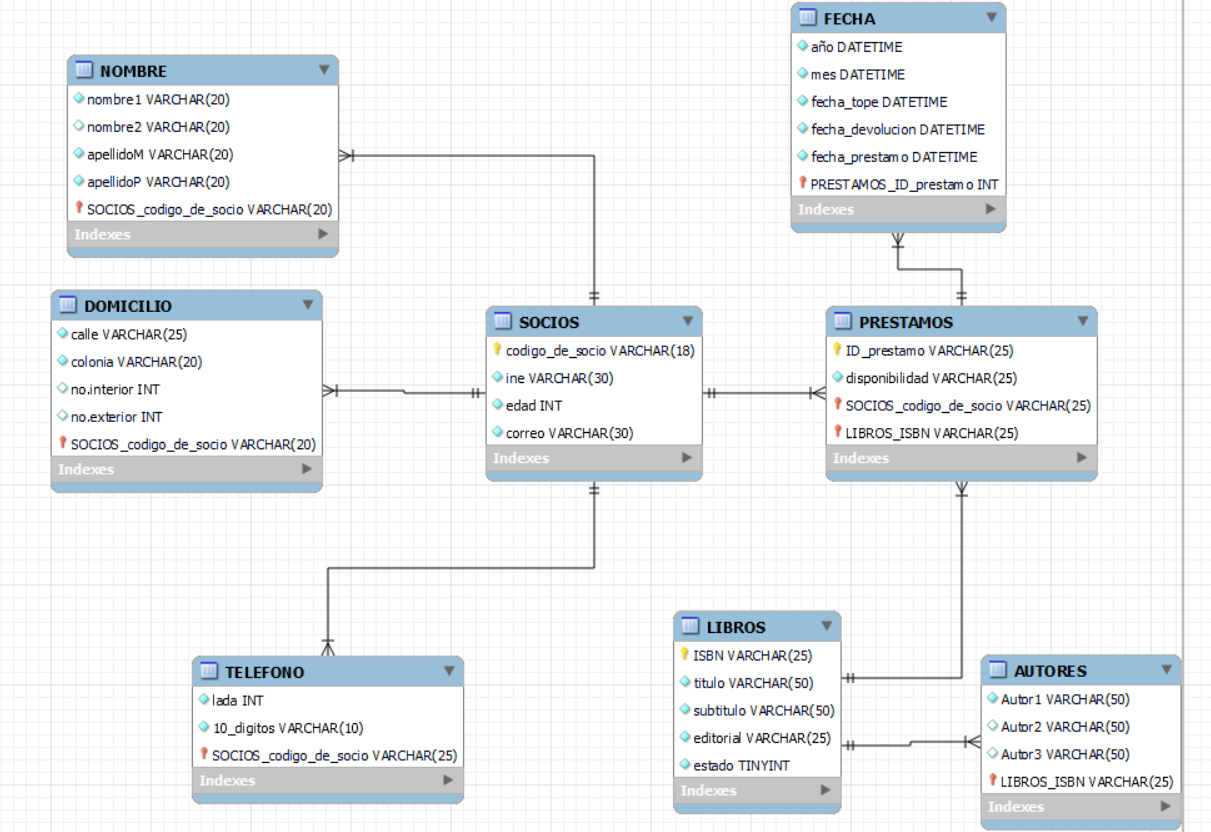 NOMBRE
nombre1 VARCHAR(20)
nombre2 VARCHAR(20)
apellidoM VARCHAR(20)
apellidoP VARCHAR(20)
SOCIOS_codigo_de_socio VARCHAR(20)
Indexes
FECHA
año DATETIME
mes DATETIME
fecha_tope DATETIME
fecha_devolucion DATETIME
fecha_prestamo DATETIME
PRESTAMOS_ID_prestamo INT
Indexes
DOMICILIO
calle VARCHAR(25)
colonia VARCHAR(20)
no.interior INT
no.exterior INT
SOCIOS_codigo_de_socio VARCHAR(20)
Indexes
SOCIOS
codigo_de_socio VARCHAR(18)
ine VARCHAR(30)
edad INT
correo VARCHAR(30)
Indexes
PRESTAMOS
ID_prestamo VARCHAR(25)
disponibilidad VARCHAR(25)
SOCIOS_codigo_de_socio VARCHAR(25)
LIBROS_ISBN VARCHAR(25)
Indexes
TELEFONO
lada INT
10_digitos VARCHAR(10)
SOCIOS_codigo_de_socio VARCHAR(25)
Indexes
LIBROS
ISBN VARCHAR(25)
titulo VARCHAR(50)
subtitulo VARCHAR(50)
editorial VARCHAR(25)
estado TINYINT
Indexes
AUTORES
Autor1 VARCHAR(50)
Autor2 VARCHAR(50)
Autor3 VARCHAR(50)
LIBROS_ISBN VARCHAR(25)
Indexes